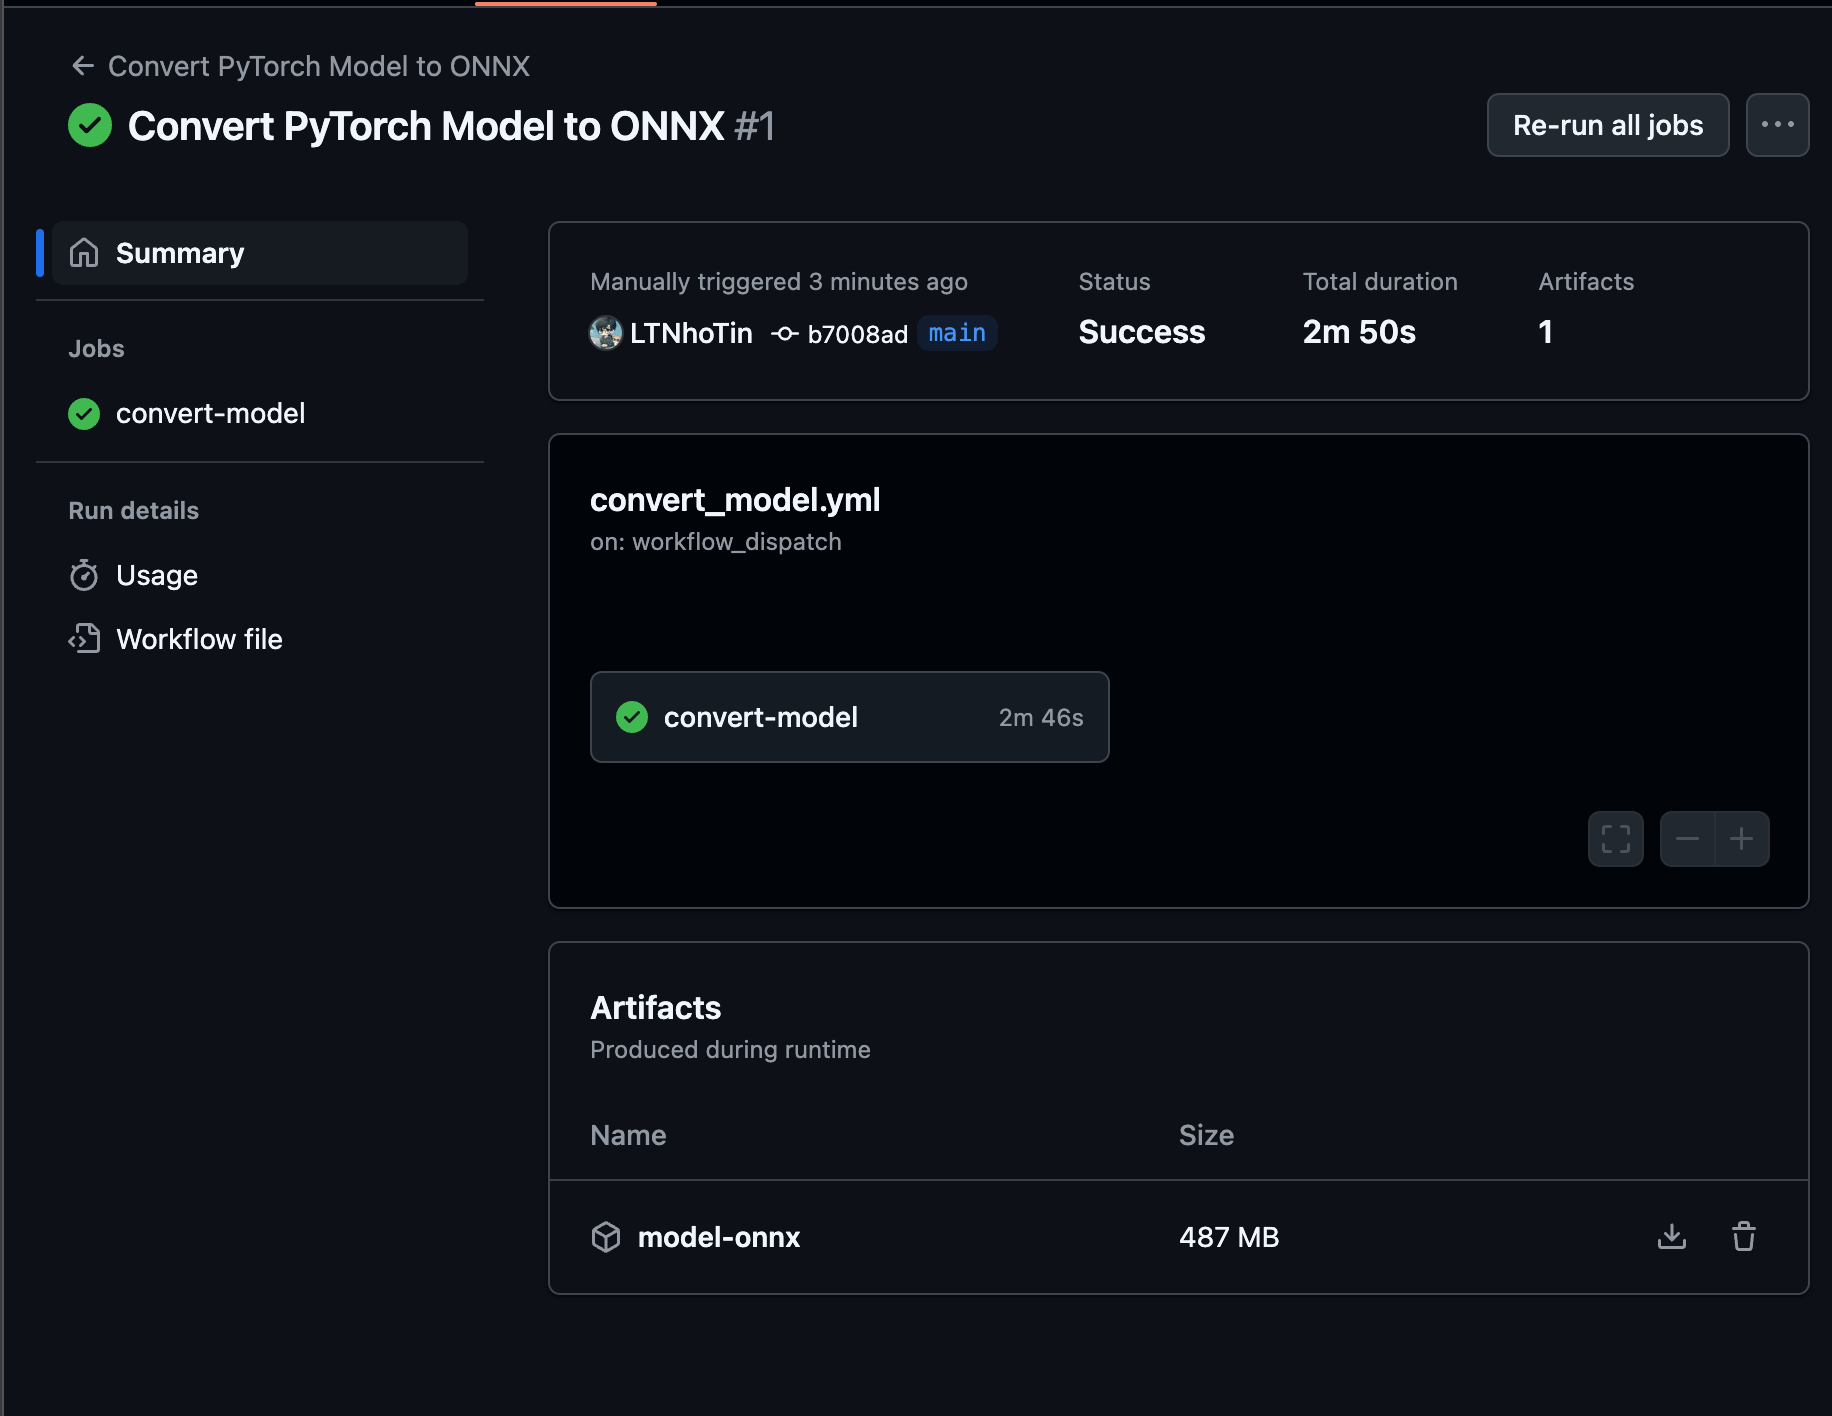 Convert PyTorch Model to ONNX
Convert PyTorch Model to ONNX #1
Re-run all jobs
Summary
Jobs
convert-model
Run details
Usage
Workflow file
Manually triggered 3 minutes ago
LTNhoTin b7008ad main
Status
Success
Total duration
2m 50s
Artifacts
1
convert_model.yml
on: workflow_dispatch
convert-model 2m 46s
Artifacts
Produced during runtime
Name Size
model-onnx 487 MB